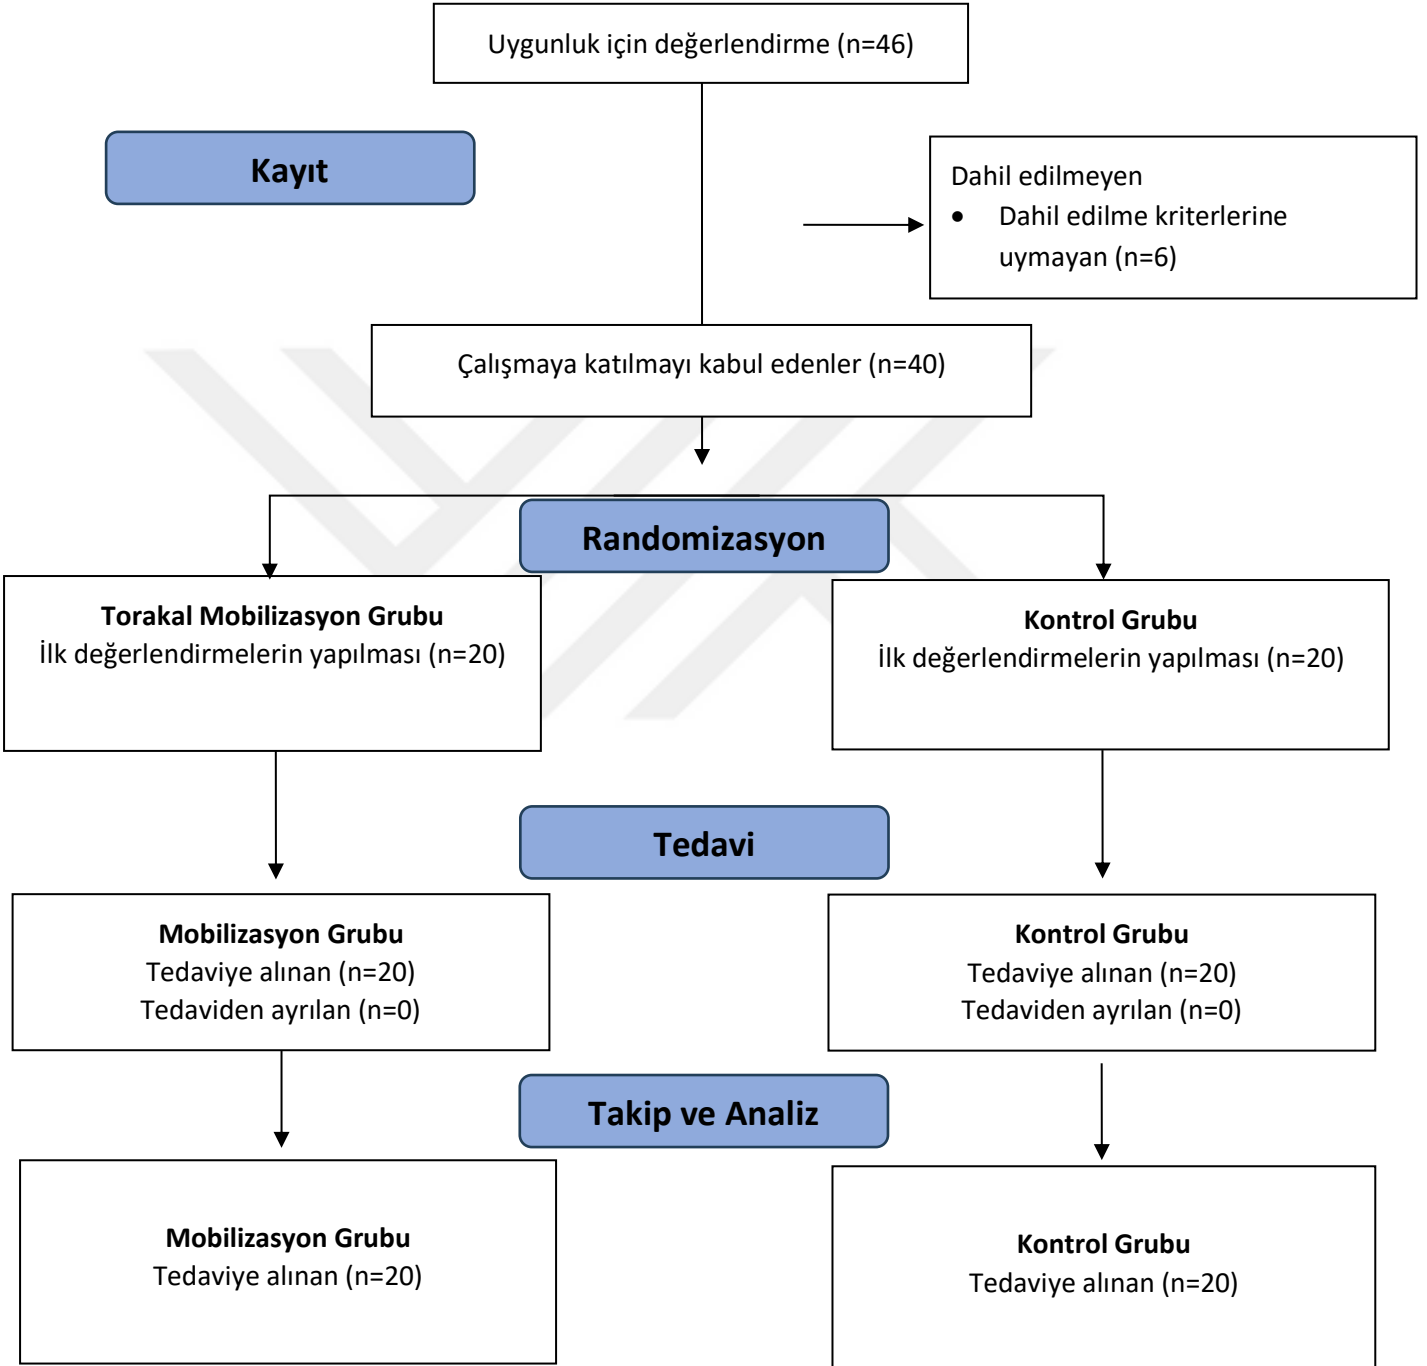 Uygunluk için değerlendirme (n=46)
Kayıt
Dahil edilmeyen
• Dahil edilme kriterlerine
uymayan (n=6)
Çalışmaya katılmayı kabul edenler (n=40)
Randomizasyon
Torakal Mobilizasyon Grubu
İlk değerlendirmelerin yapılması (n=20)
Kontrol Grubu
İlk değerlendirmelerin yapılması (n=20)
Tedavi
Mobilizasyon Grubu
Tedaviye alınan (n=20)
Tedaviden ayrılan (n=0)
Kontrol Grubu
Tedaviye alınan (n=20)
Tedaviden ayrılan (n=0)
Takip ve Analiz
Mobilizasyon Grubu
Tedaviye alınan (n=20)
Kontrol Grubu
Tedaviye alınan (n=20)